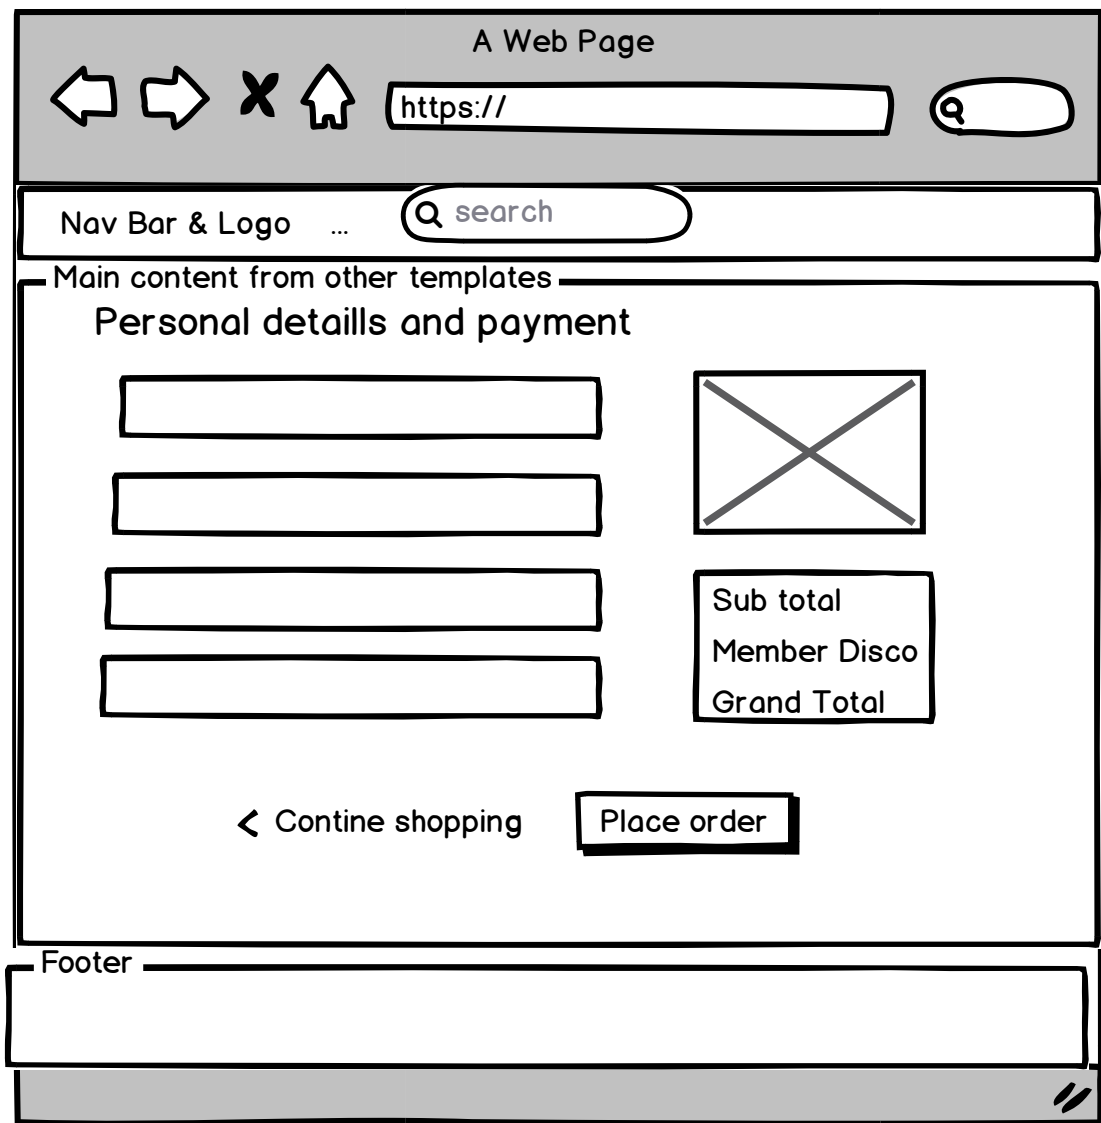 A Web Page
https://
Nav Bar & Logo ... search
Main content from other templates
Personal detaills and payment
Sub total
Member Disco
Grand Total
Contine shopping
Place order
Footer